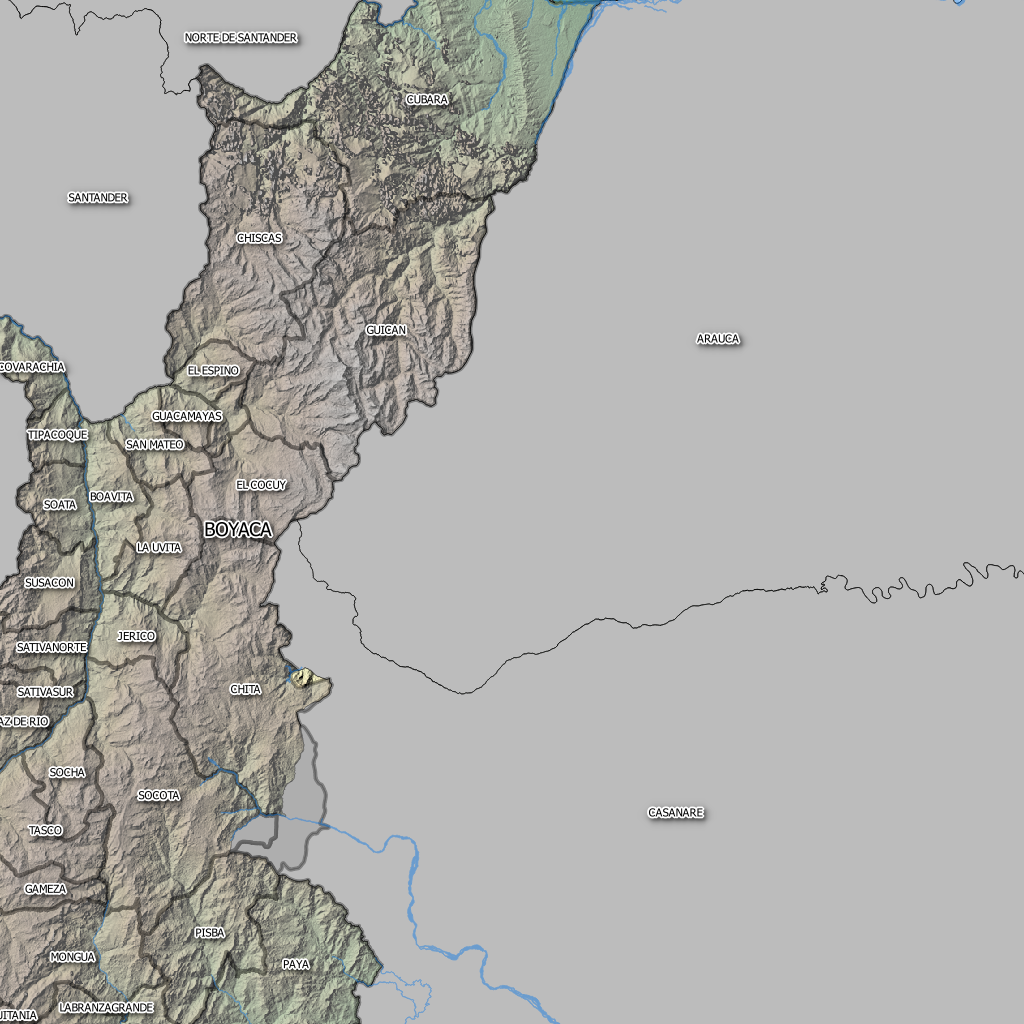 NORTE DE SANTANDER
CUBARA
SANTANDER
CHISCAS
GUICAN
ARAUCA
COVARACHIA
EL ESPINO
GUACAMAYAS
TIPACOQUE
SAN MATEO
EL COCUY
BOAVITA
SOATA
BOYACA
LA UVITA
SUSACON
JERICO
SATIVANORTE
CHITA
SATIVASUR
AZ DE RIO
SOCHA
SOCOTA
CASANARE
TASCO
GAMEZA
PISBA
MONGUA
PAYA
LABRANZAGRANDE
UITANIA